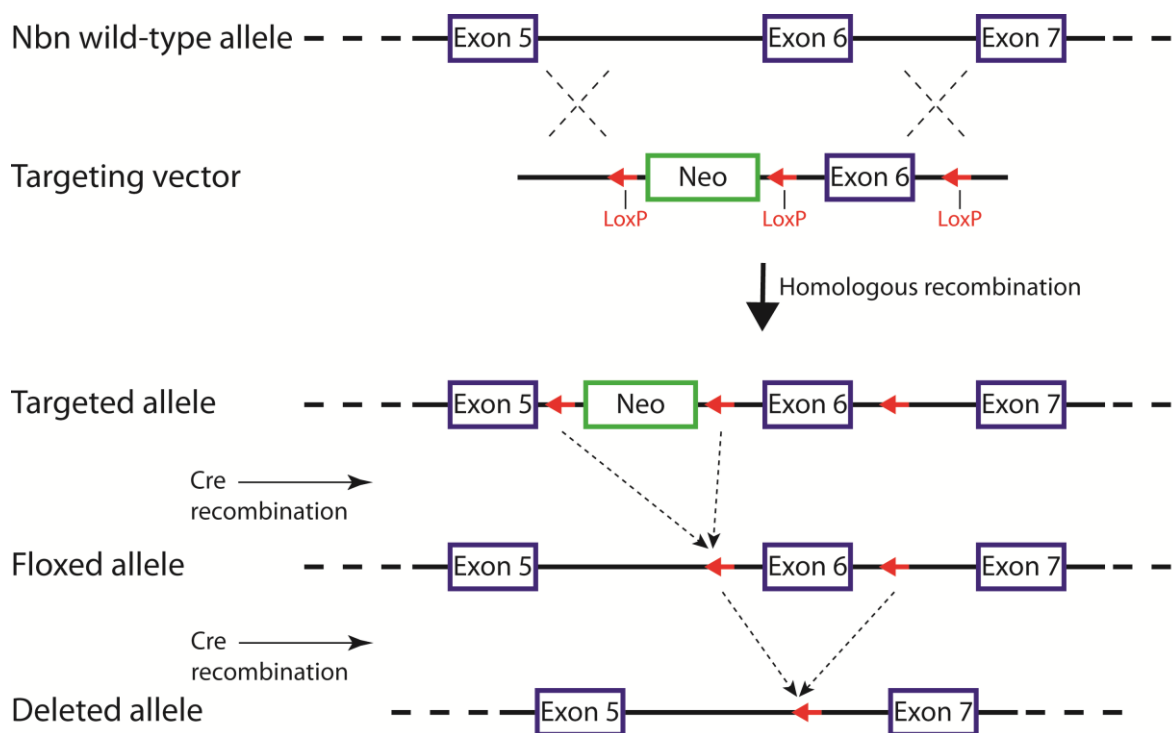 Nbn wild-type allele
Exon 5
Exon 6
Exon 7
Targeting vector
Neo
Exon 6
LoxP
LoxP
LoxP
Homologous recombination
Targeted allele
Exon 5
Neo
Exon 6
Exon 7
Cre
recombination
Floxed allele
Exon 5
Exon 6
Exon 7
Cre
recombination
Deleted allele
Exon 5
Exon 7